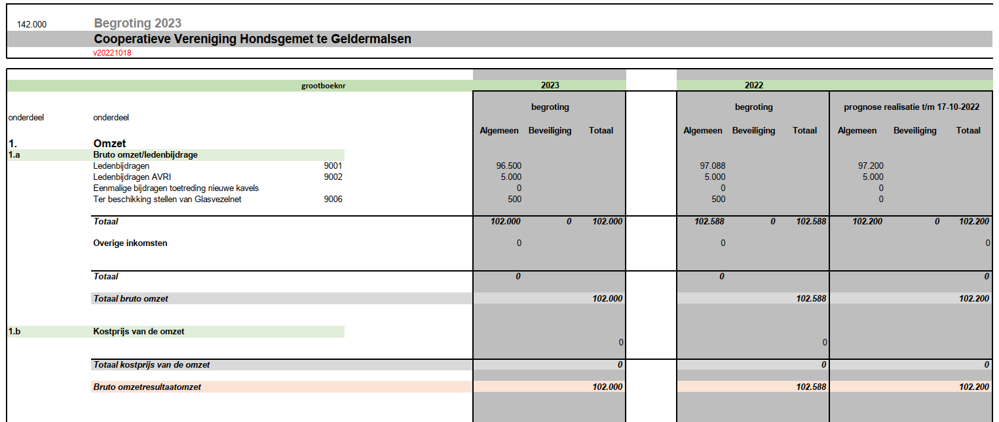 142.000 Begroting 2023
Cooperatieve Vereniging Hondsgemet te Geldermalsen
v20221018
grootboeknr 2023 2022
begroting begroting prognose realisatie t/m 17-10-2022
onderdeel onderdeel
Algemeen Beveiliging Totaal Algemeen Beveiliging Totaal Algemeen Beveiliging Totaal
1. Omzet
1.a Bruto omzet/ledenbijdrage
Ledenbijdragen 9001 96.500 97.088 97.200
Ledenbijdragen AVRI 9002 5.000 5.000 5.000
Eenmalige bijdragen toetreding nieuwe kavels 0 0 0
Ter beschikking stellen van Glasvezelnet 9006 500 500 0
Totaal 102.000 0 102.000 102.588 0 102.588 102.200 0 102.200
Overige inkomsten 0 0 0
Totaal 0 0 0
Totaal bruto omzet 102.000 102.588 102.200
1.b Kostprijs van de omzet
0 0
Totaal kostprijs van de omzet 0 0 0
Bruto omzetresultaatomzet 102.000 102.588 102.200